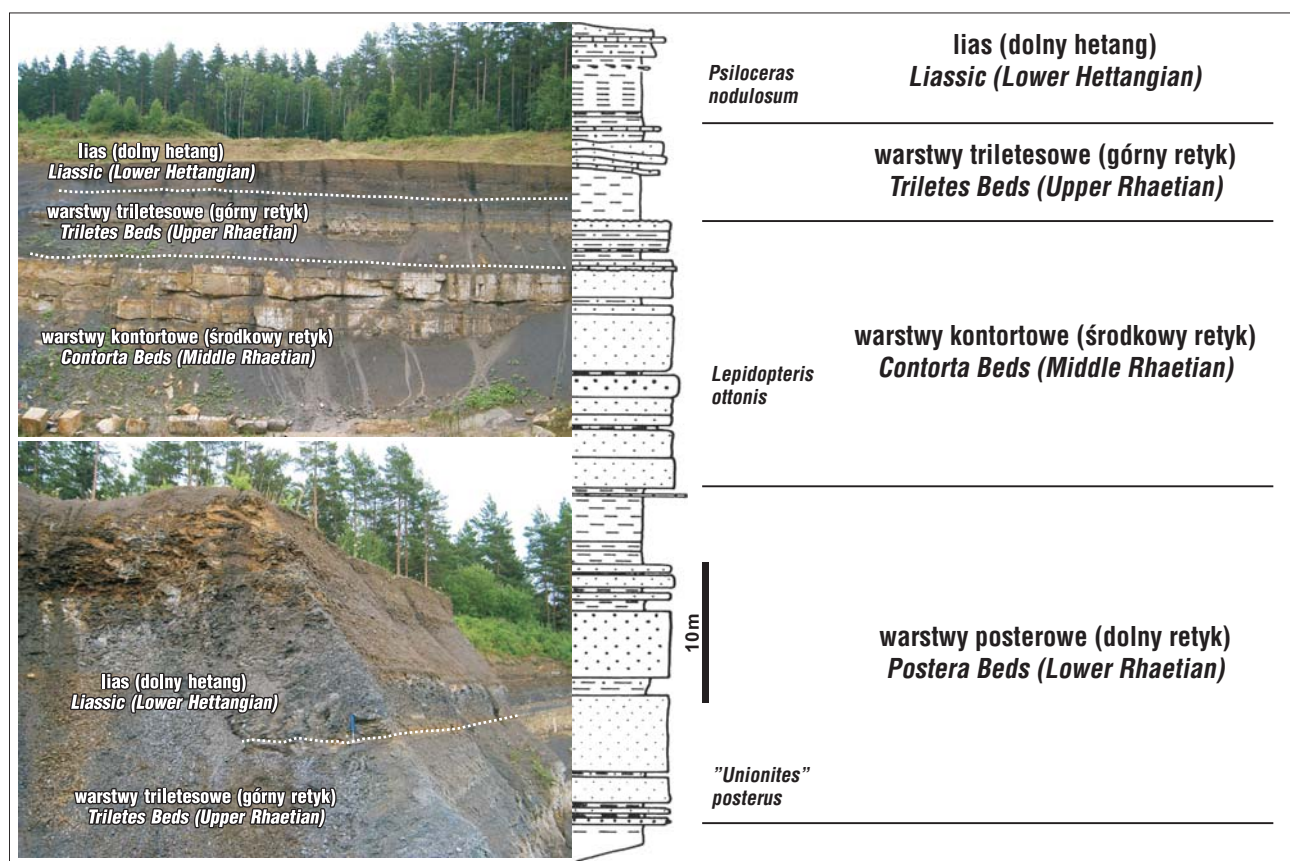 lias (dolny hetang)
Liassic (Lower Hettangian)
warstwy triletesowe (górny retyk)
Triletes Beds (Upper Rhaetian)
warstwy kontortowe (środkowy retyk)
Contorta Beds (Middle Rhaetian)
lias (dolny hetang)
Liassic (Lower Hettangian)
warstwy triletesowe (górny retyk)
Triletes Beds (Upper Rhaetian)
Psiloceras
nodulosum
Lepidopteris
ottonis
10m
"Unionites"
posterus
lias (dolny hetang)
Liassic (Lower Hettangian)
warstwy triletesowe (górny retyk)
Triletes Beds (Upper Rhaetian)
warstwy kontortowe (środkowy retyk)
Contorta Beds (Middle Rhaetian)
warstwy posterowe (dolny retyk)
Postera Beds (Lower Rhaetian)